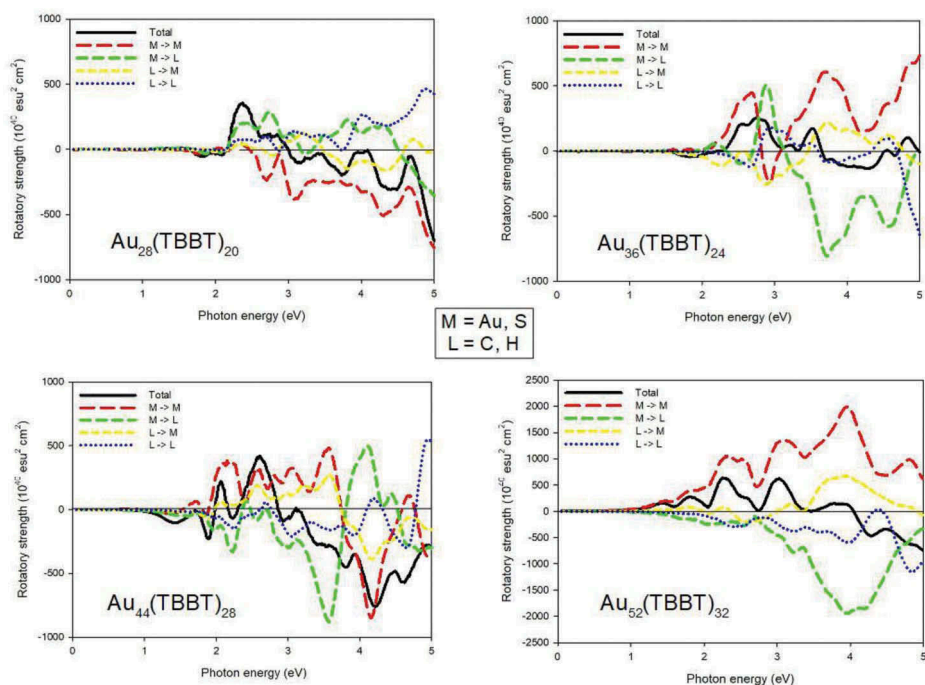 1000
500
0
-500
-1000
Rotatory strength (10⁻⁴⁰ esu² cm²)
Total
M -> M
M -> L
L -> M
L -> L
Au₂₈(TBBT)₂₀
0 1 2 3 4 5
Photon energy (eV)
1000
500
0
-500
-1000
Rotatory strength (10⁻⁴⁰ esu² cm²)
Total
M -> M
M -> L
L -> M
L -> L
Au₃₆(TBBT)₂₄
0 1 2 3 4 5
Photon energy (eV)
M = Au, S
L = C, H
1000
500
0
-500
-1000
Rotatory strength (10⁻⁴⁰ esu² cm²)
Total
M -> M
M -> L
L -> M
L -> L
Au₄₄(TBBT)₂₈
0 1 2 3 4 5
Photon energy (eV)
2500
2000
1500
1000
500
0
-500
-1000
-1500
-2000
-2500
Rotatory strength (10⁻⁴⁰ esu² cm²)
Total
M -> M
M -> L
L -> M
L -> L
Au₅₂(TBBT)₃₂
0 1 2 3 4 5
Photon energy (eV)